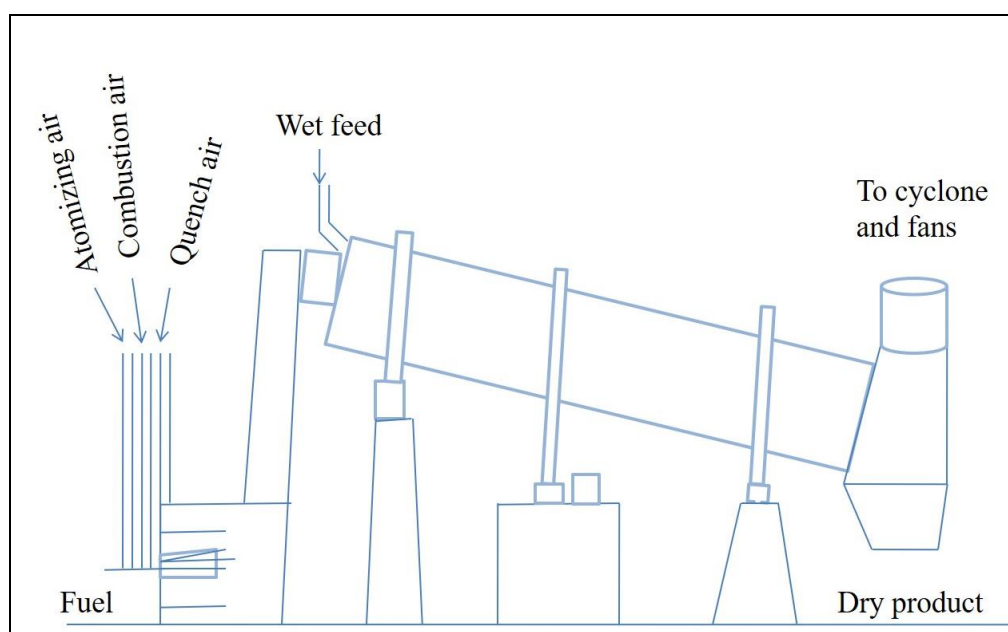 Atomizing air
Combustion air
Quench air
Wet feed
To cyclone
and fans
Fuel
Dry product